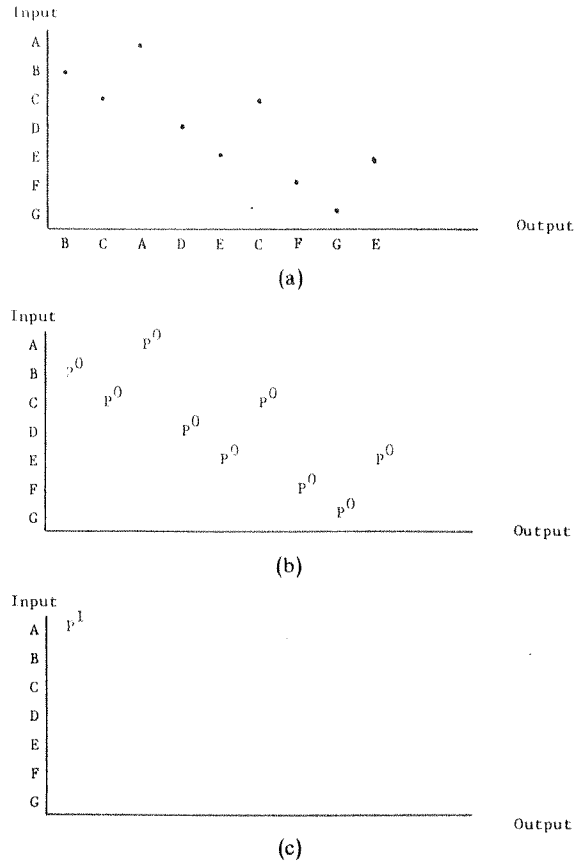 Input
A
B
C
D
E
F
G
B C A D E C F G E
Output
(a)
Input
A p⁰
B p⁰
C p⁰ p⁰
D p⁰
E p⁰ p⁰
F p⁰
G p⁰
Output
(b)
Input
A p¹
B
C
D
E
F
G
Output
(c)